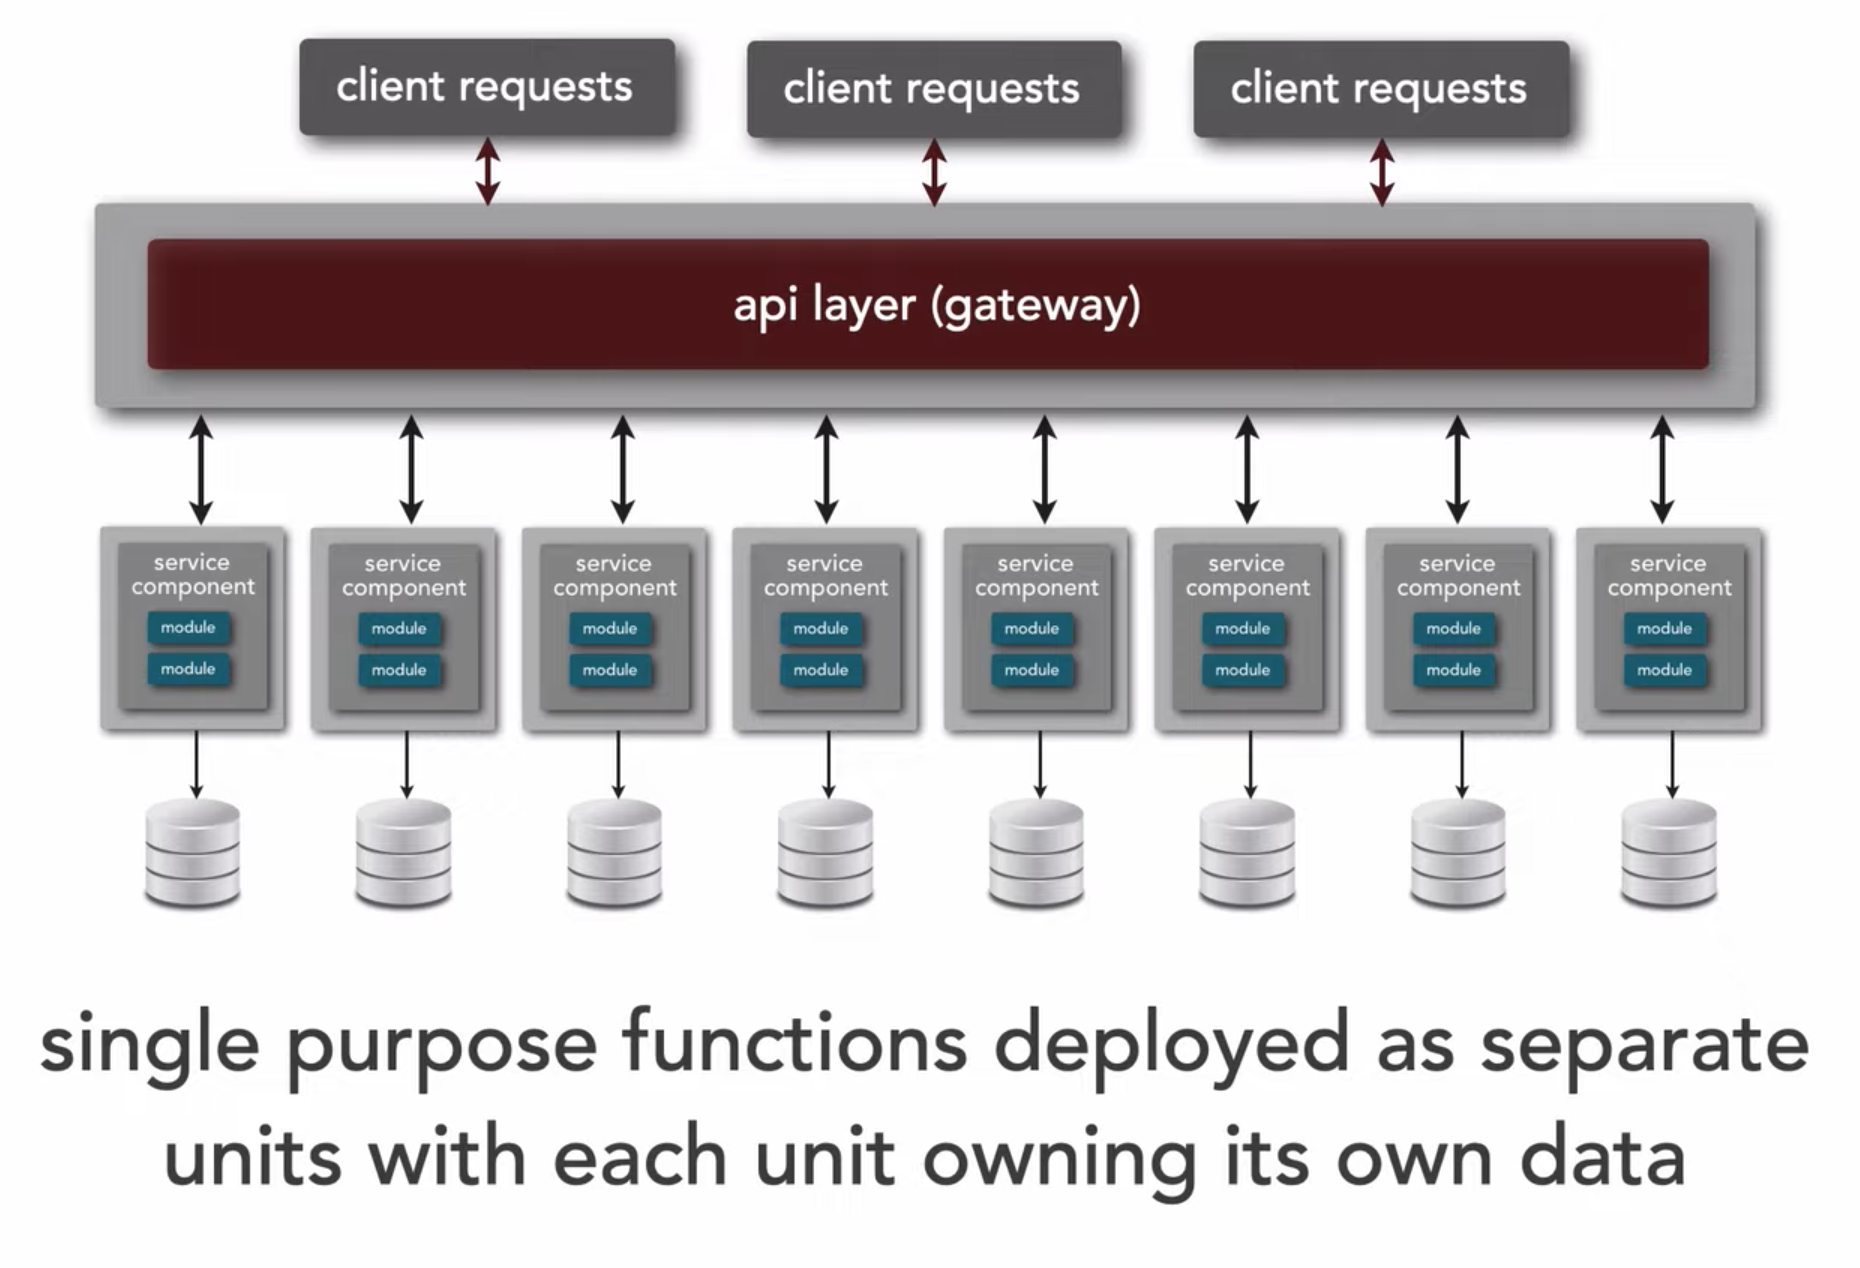 client requests
client requests
client requests
api layer (gateway)
service
component
module
module
service
component
module
module
service
component
module
module
service
component
module
module
service
component
module
module
service
component
module
module
service
component
module
module
service
component
module
module
single purpose functions deployed as separate
units with each unit owning its own data